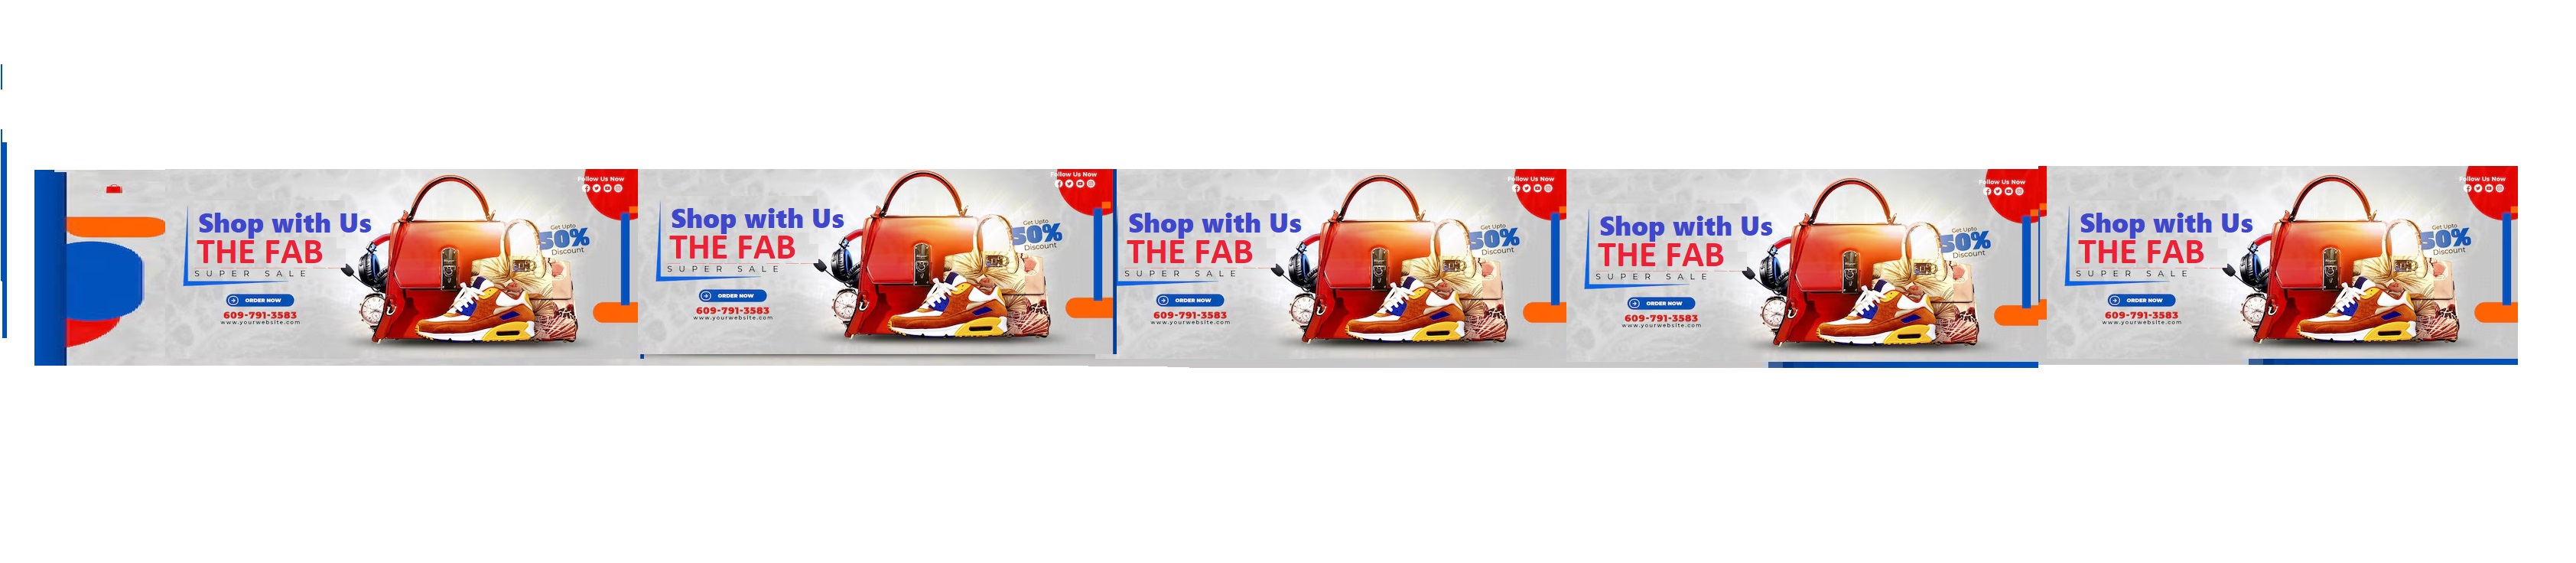 Follow Us Now
Shop with Us
THE FAB
SUPER SALE
Get Upto
50%
Discount
ORDER NOW
609-791-3583
www.yourwebsite.com
Follow Us Now
Shop with Us
THE FAB
SUPER SALE
Get Upto
50%
Discount
ORDER NOW
609-791-3583
www.yourwebsite.com
Follow Us Now
Shop with Us
THE FAB
SUPER SALE
Get Upto
50%
Discount
ORDER NOW
609-791-3583
www.yourwebsite.com
Follow Us Now
Shop with Us
THE FAB
SUPER SALE
Get Upto
50%
Discount
ORDER NOW
609-791-3583
www.yourwebsite.com
Follow Us Now
Shop with Us
THE FAB
SUPER SALE
Get Upto
50%
Discount
ORDER NOW
609-791-3583
www.yourwebsite.com